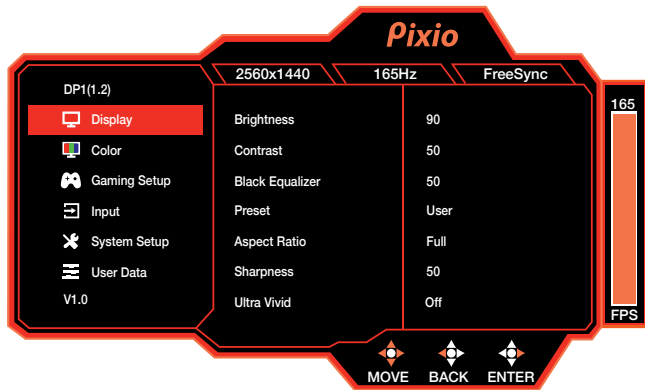 Pixio
2560x1440 165Hz FreeSync
DP1(1.2)
165
Display Brightness 90
Color Contrast 50
Gaming Setup Black Equalizer 50
Input Preset User
System Setup Aspect Ratio Full
User Data Sharpness 50
V1.0 Ultra Vivid Off
FPS
MOVE BACK ENTER